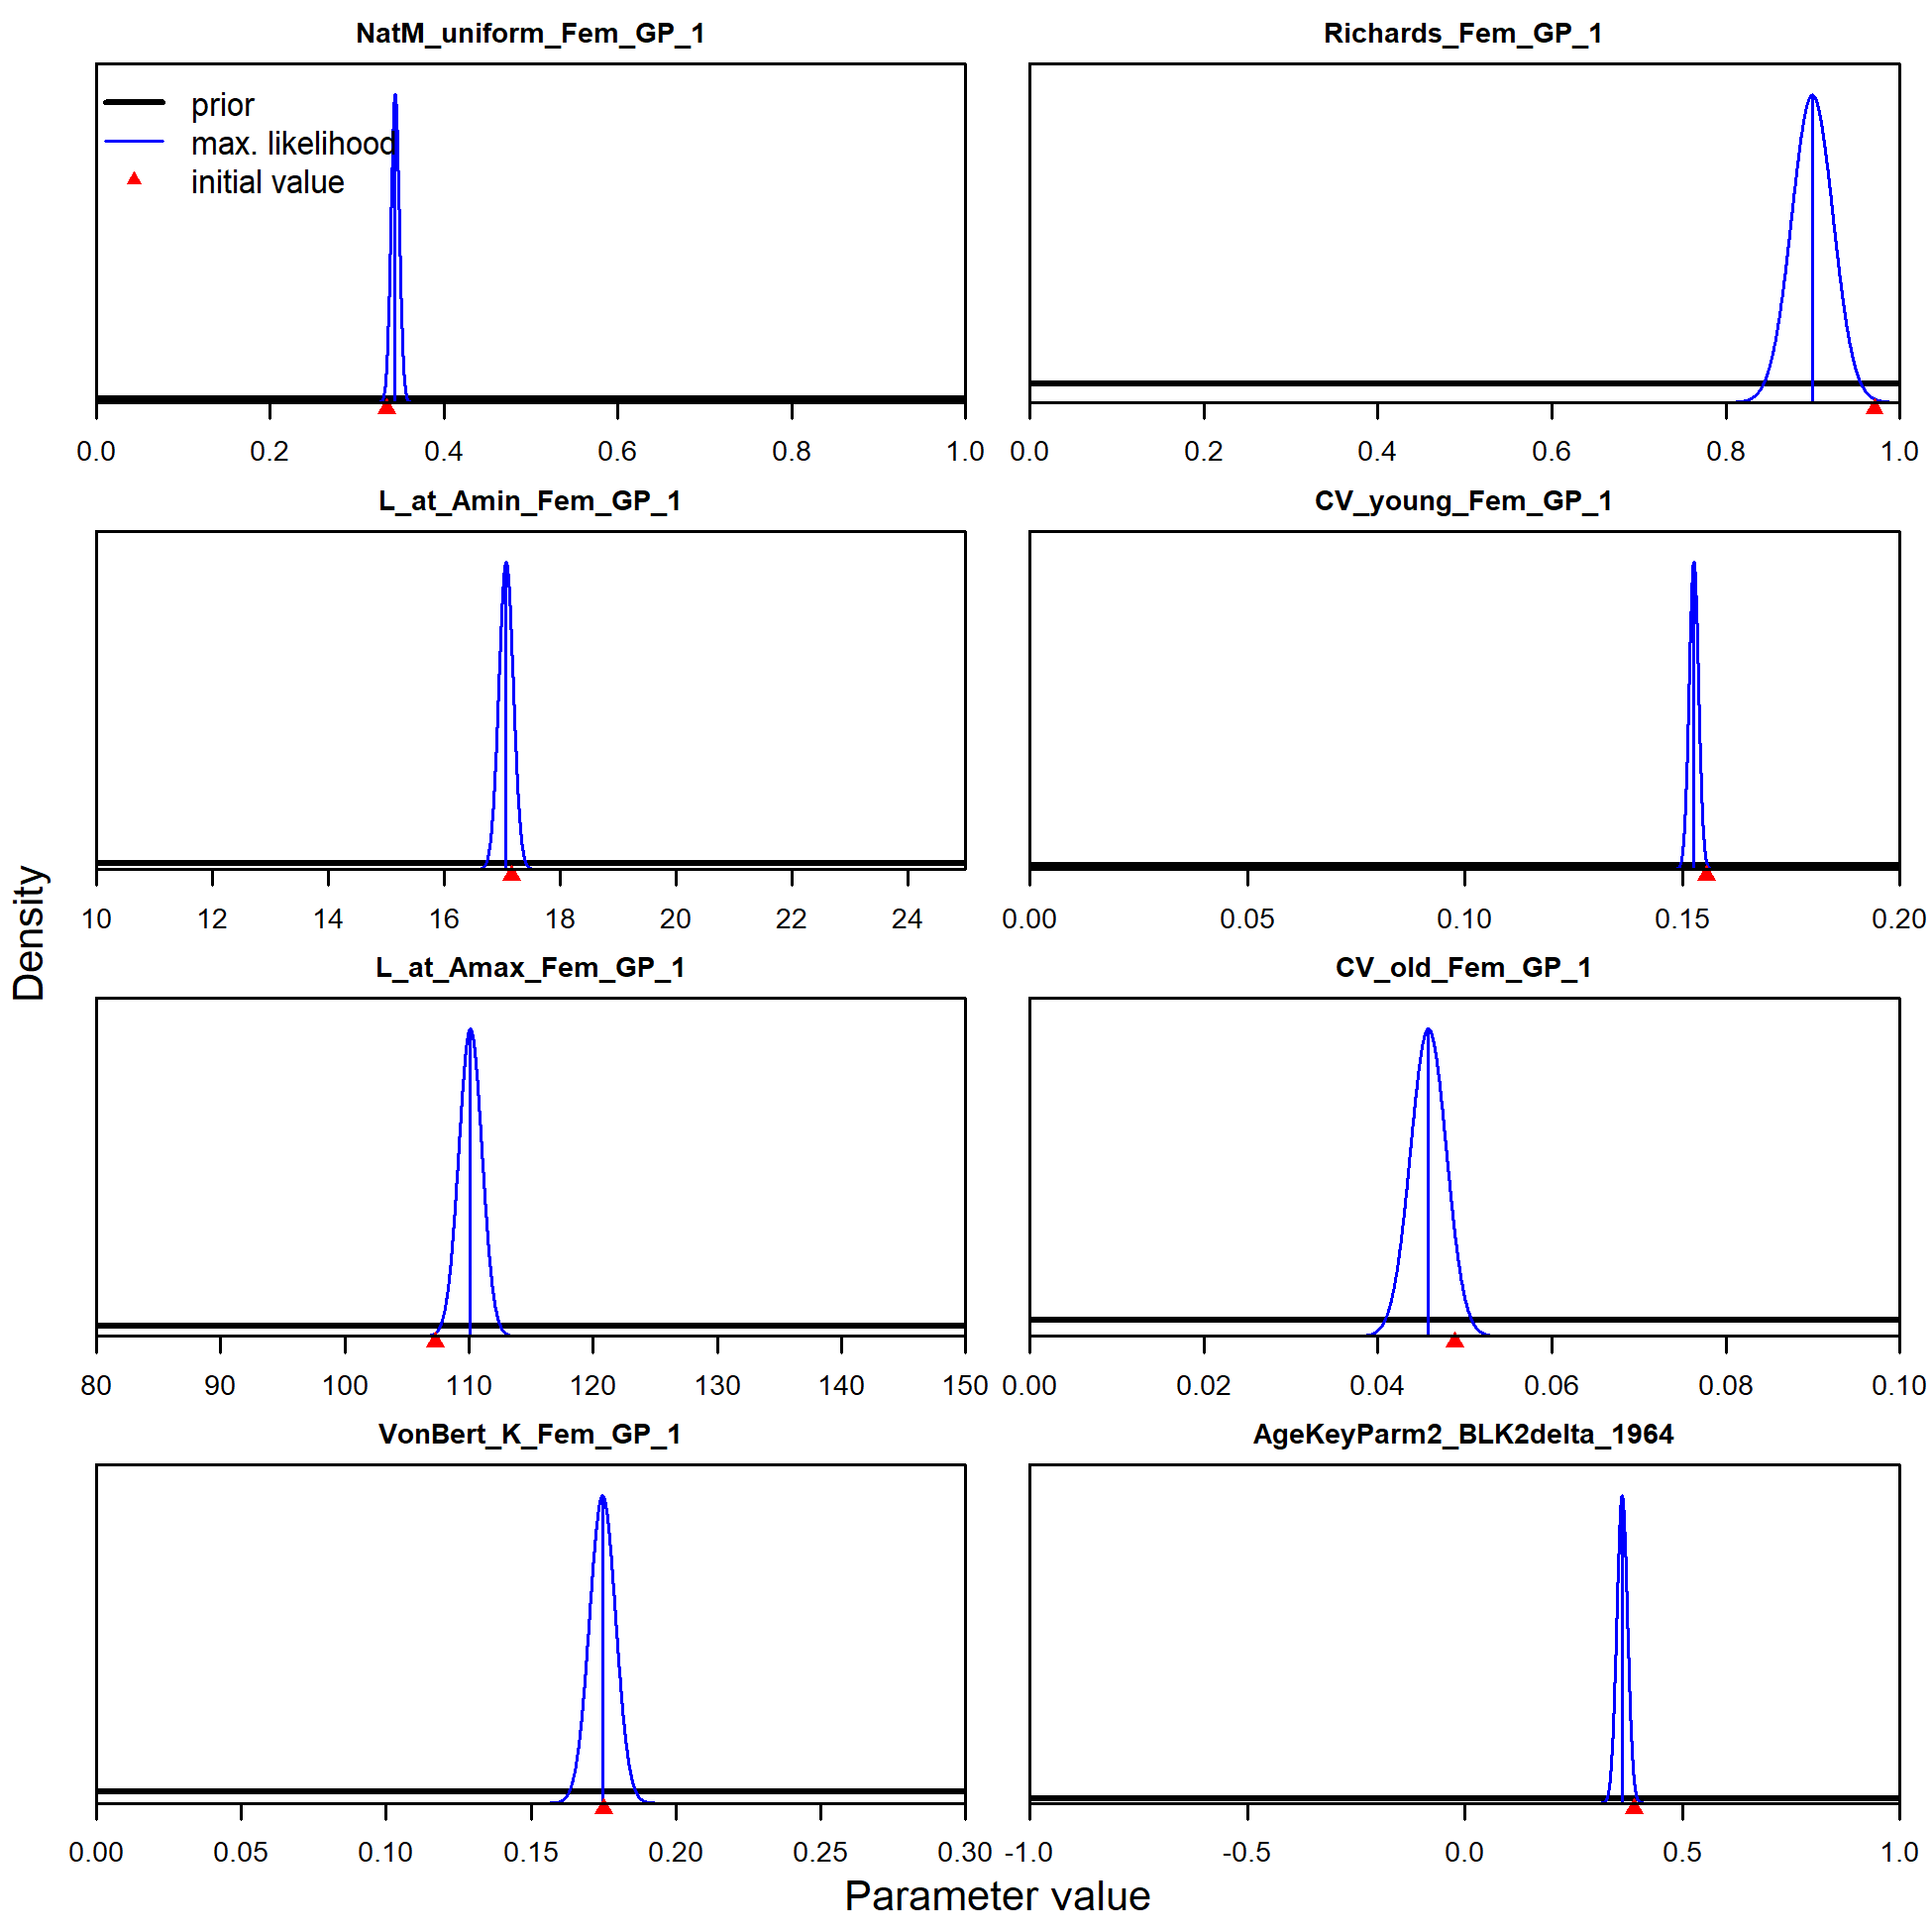 NatM_uniform_Fem_GP_1
prior
max. likelihood
initial value
0.0 0.2 0.4 0.6 0.8 1.0
Richards_Fem_GP_1
0.0 0.2 0.4 0.6 0.8 1.0
L_at_Amin_Fem_GP_1
10 12 14 16 18 20 22 24
CV_young_Fem_GP_1
0.00 0.05 0.10 0.15 0.20
L_at_Amax_Fem_GP_1
80 90 100 110 120 130 140 150
CV_old_Fem_GP_1
0.00 0.02 0.04 0.06 0.08 0.10
VonBert_K_Fem_GP_1
0.00 0.05 0.10 0.15 0.20 0.25 0.30
AgeKeyParm2_BLK2delta_1964
-1.0 -0.5 0.0 0.5 1.0
Density
Parameter value